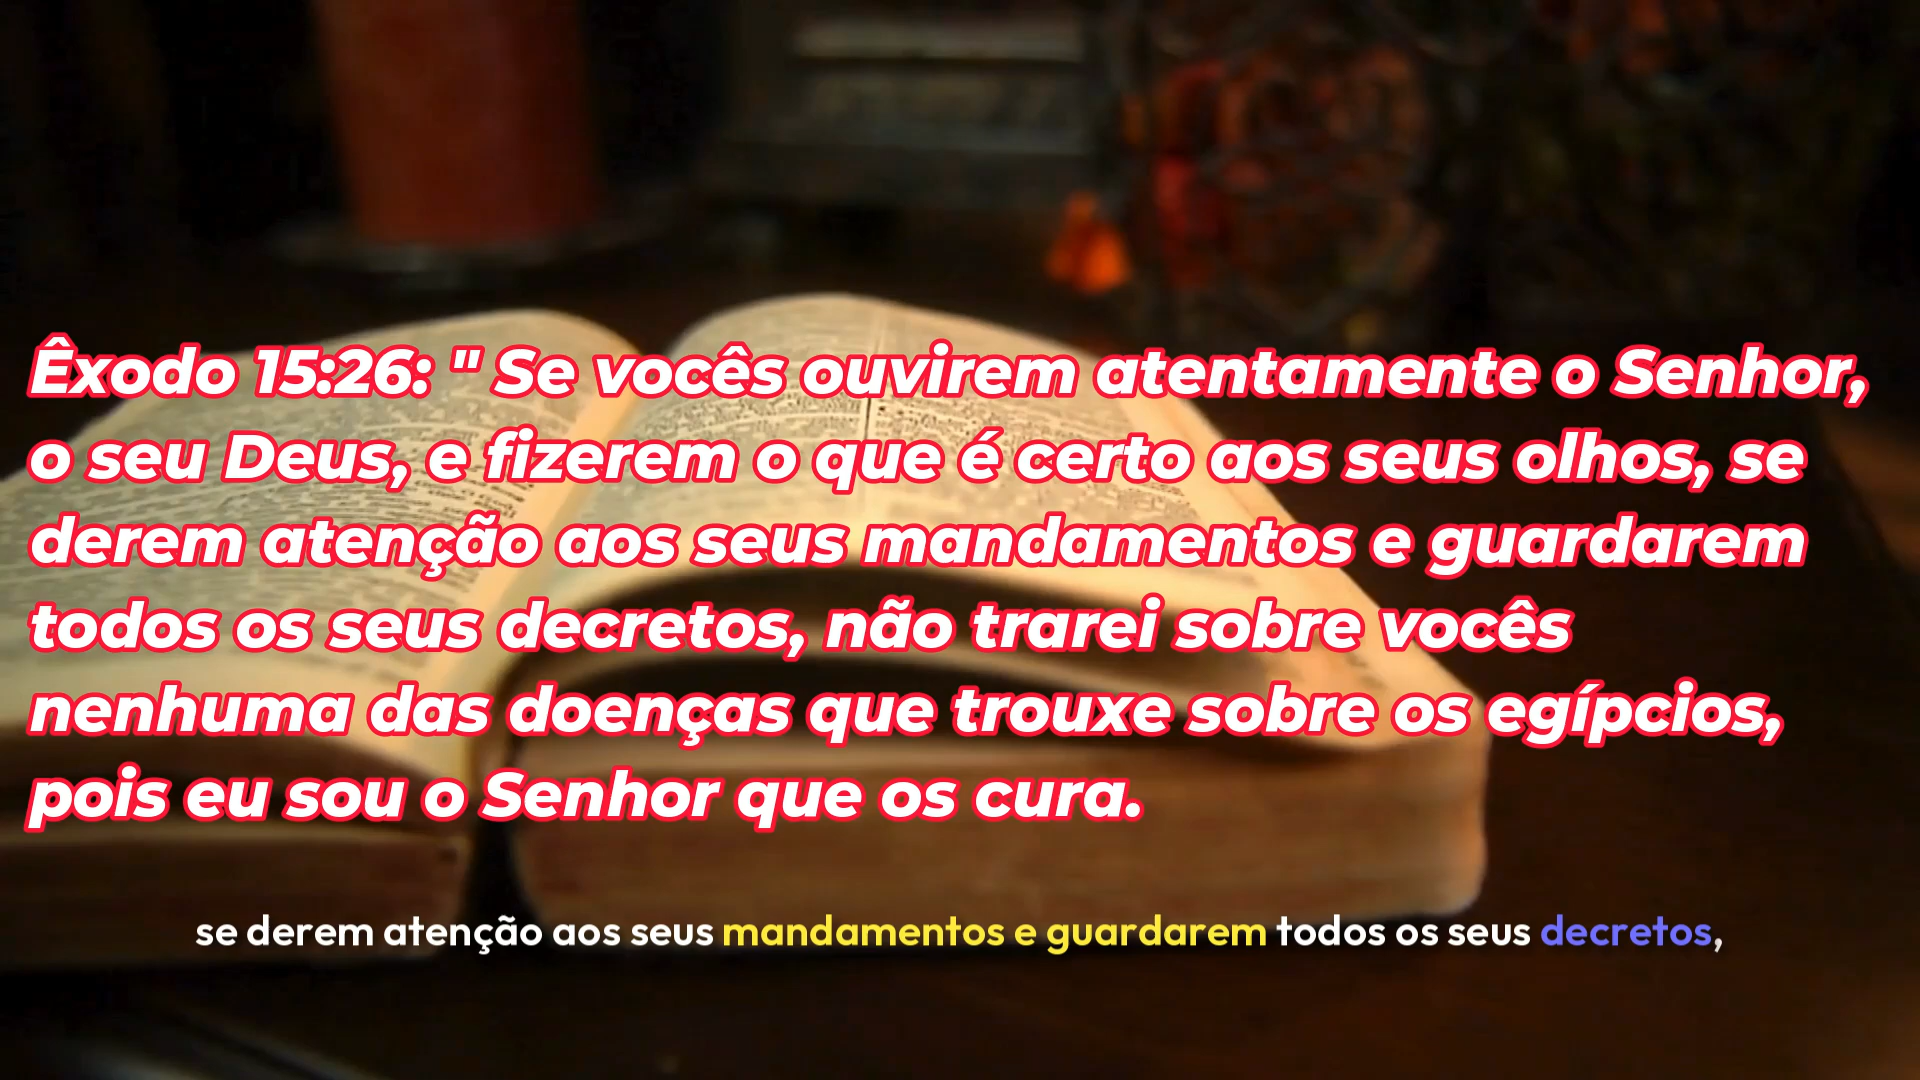 Êxodo 15:26: " Se vocês ouvirem atentamente o Senhor,
o seu Deus, e fizerem o que é certo aos seus olhos, se
derem atenção aos seus mandamentos e guardarem
todos os seus decretos, não trarei sobre vocês
nenhuma das doenças que trouxe sobre os egípcios,
pois eu sou o Senhor que os cura.
se derem atenção aos seus mandamentos e guardarem todos os seus decretos,